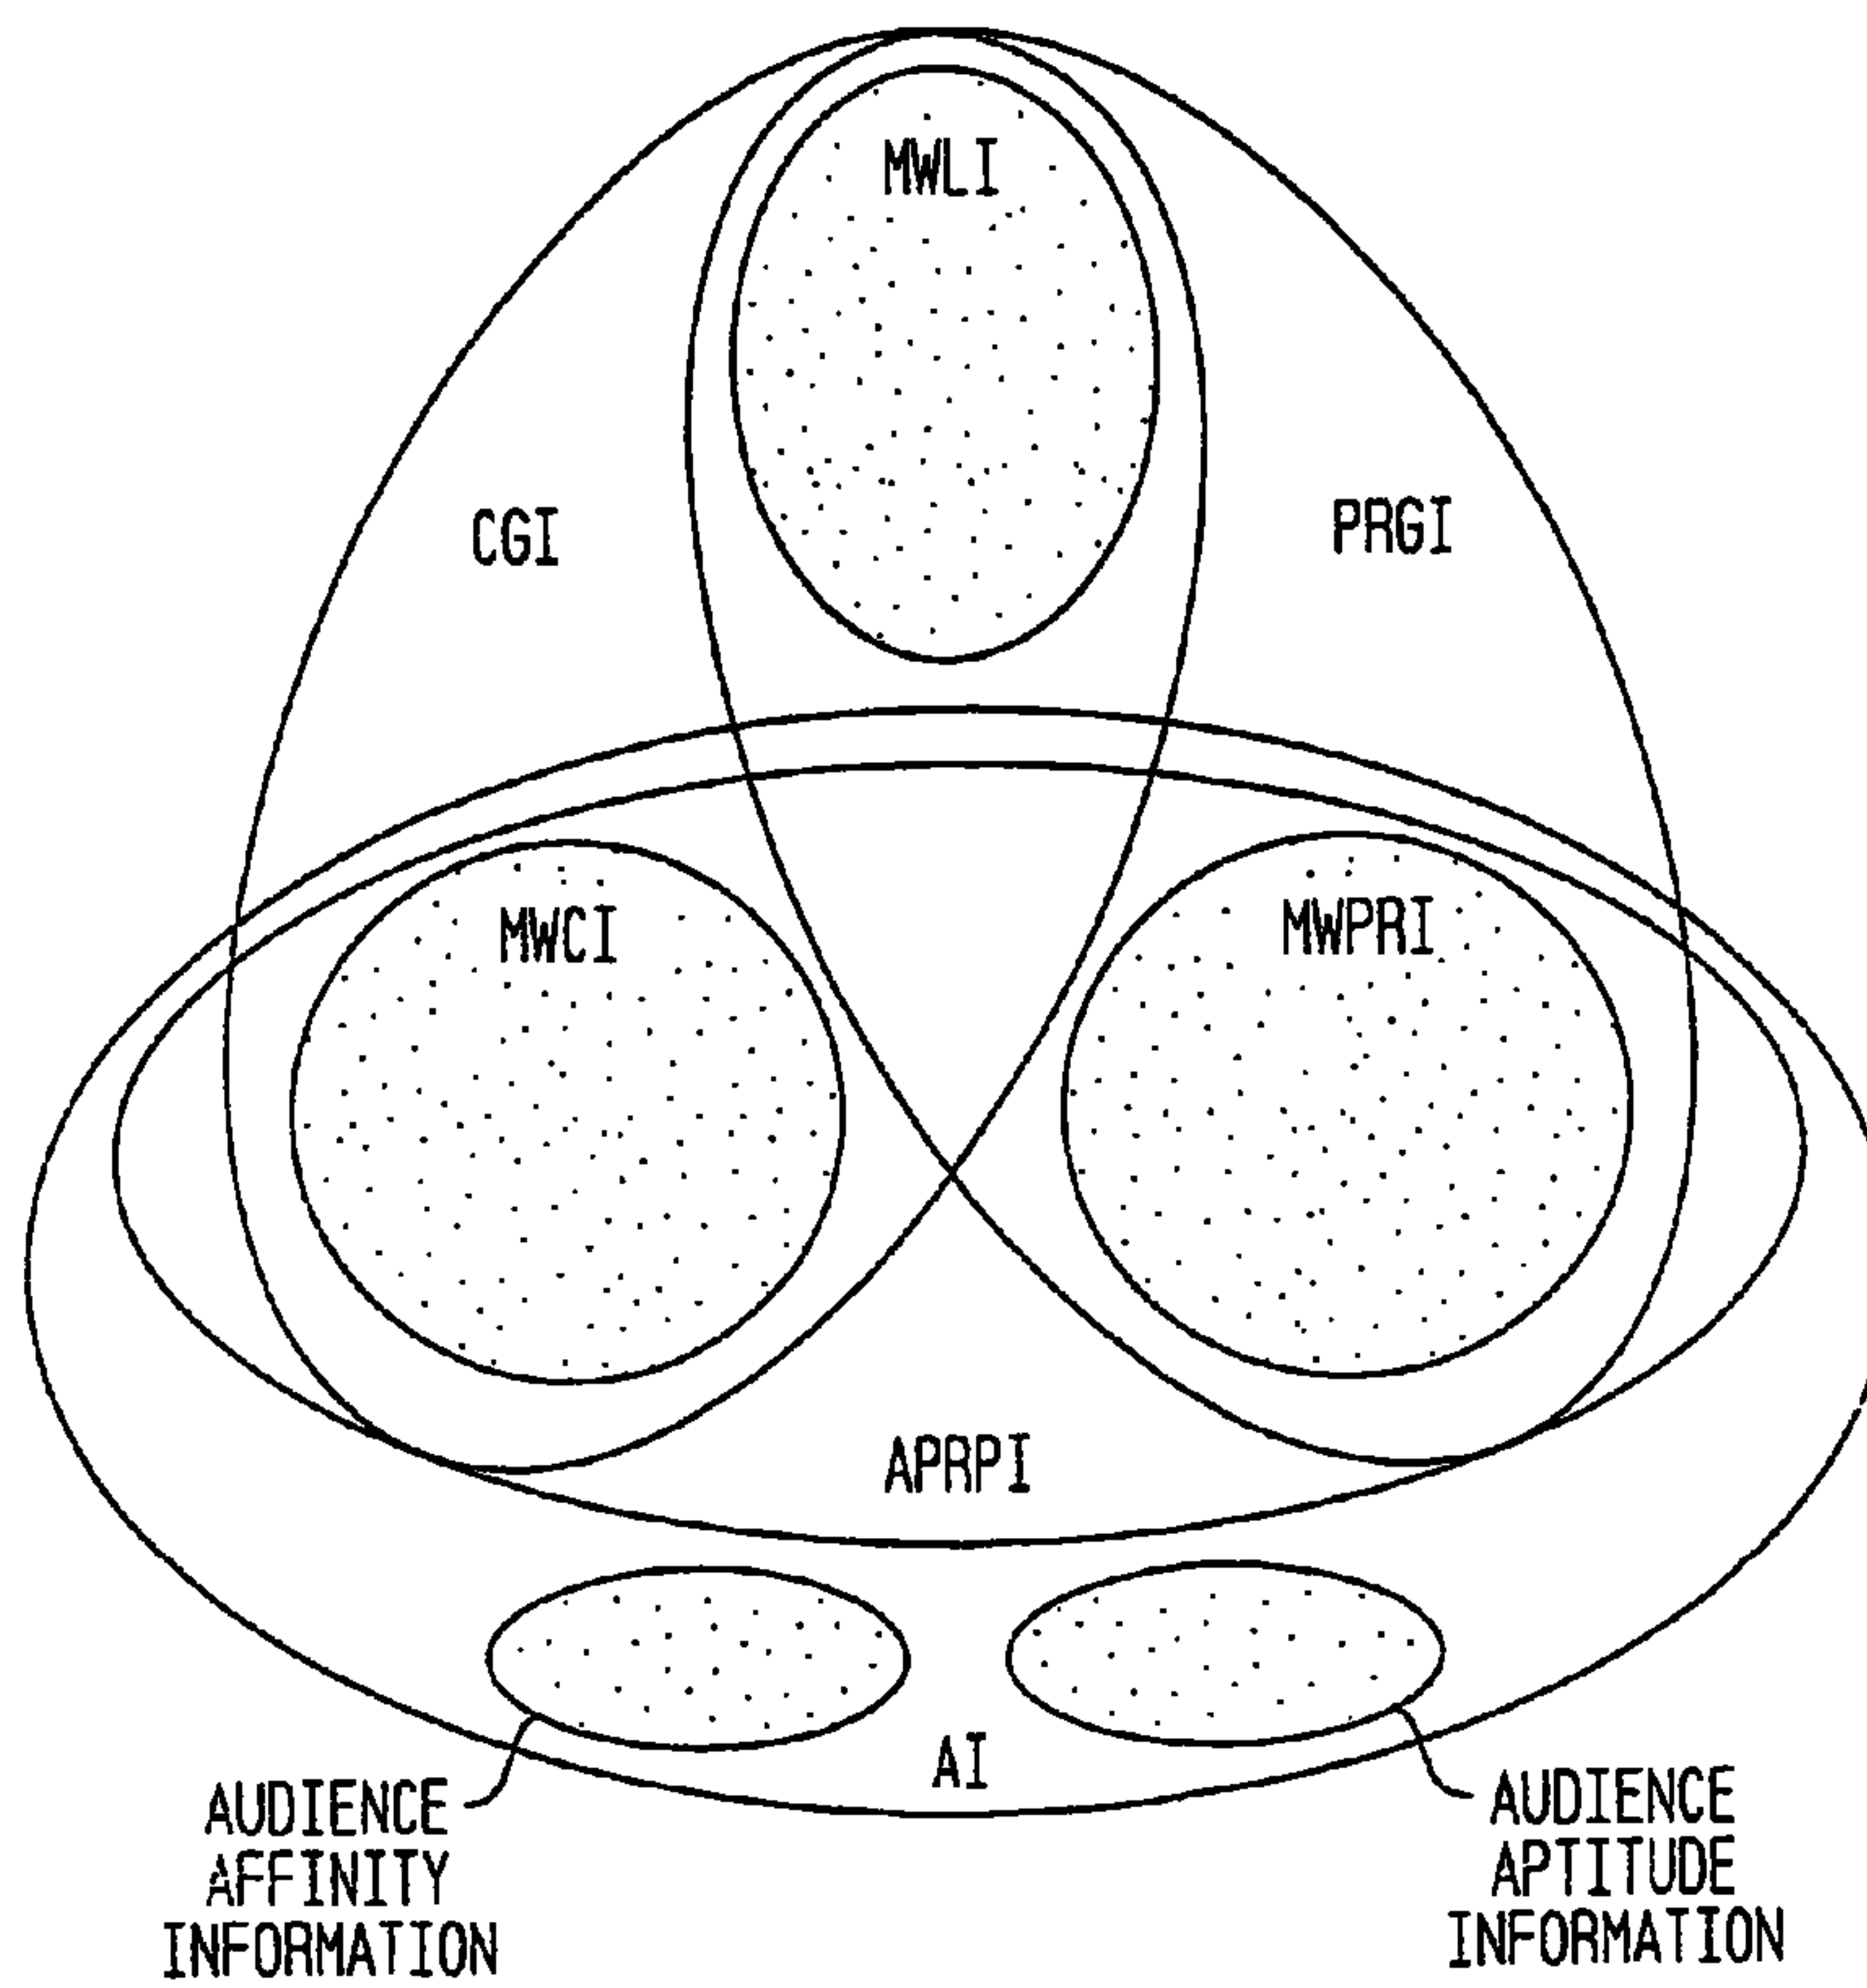 MWLI
CGI
PRGI
MWCI
MWPRI
APRPI
AI
AUDIENCE
AFFINITY
INFORMATION
AUDIENCE
APTITUDE
INFORMATION